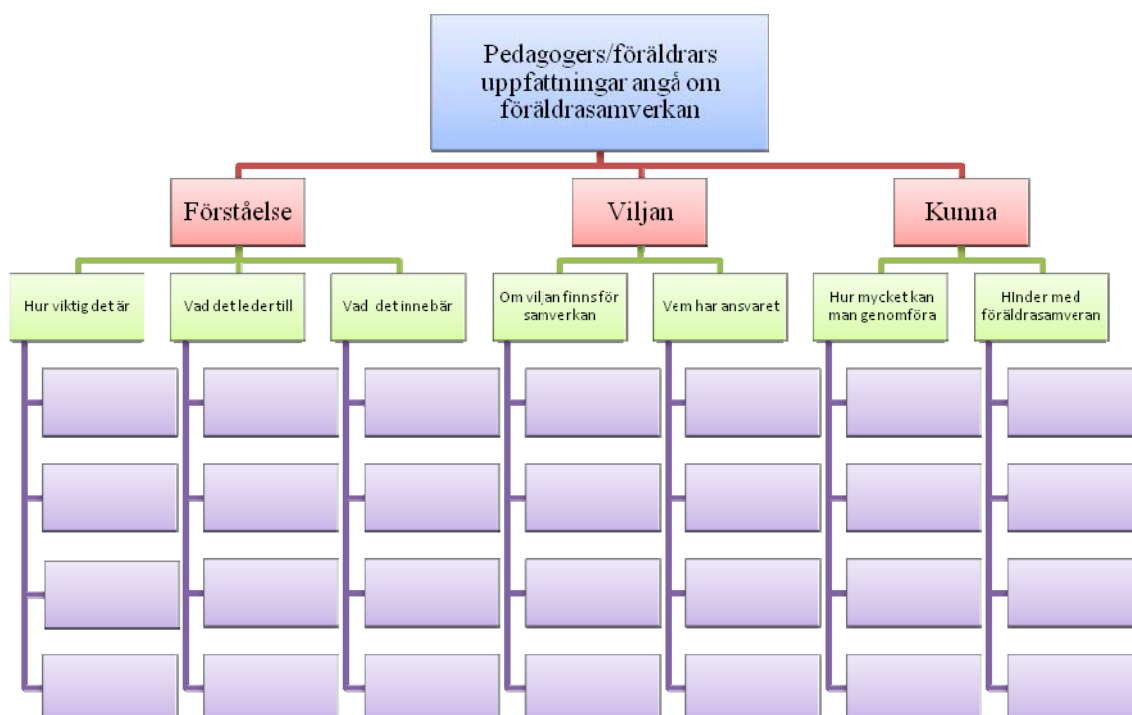 Pedagogers/föräldrars
uppfattningar angå om
föräldrasamverkan
Förståelse
Viljan
Kunna
Hur viktig det är
Vad det leder till
Vad det innebär
Om viljan finns för
samverkan
Vem har ansvaret
Hur mycket kan
man genomföra
HInder med
föräldrasamveran